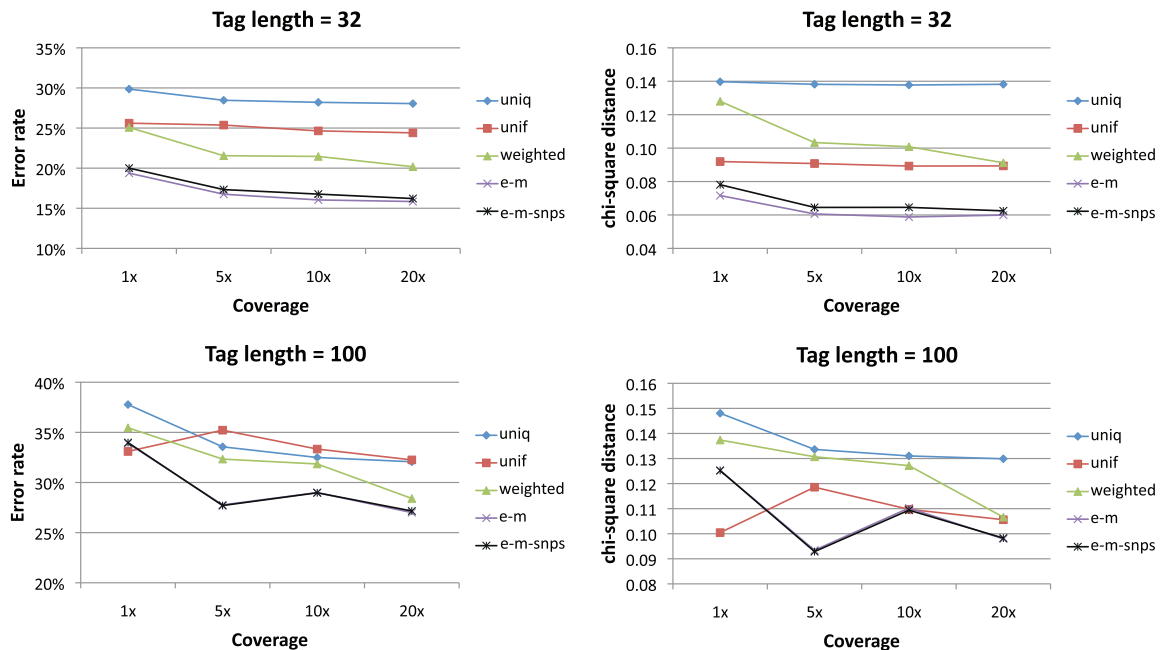 Tag length = 32
35%
30%
25%
20%
15%
10%
Error rate
1x 5x 10x 20x
Coverage
uniq
unif
weighted
e-m
e-m-snps
Tag length = 32
0.16
0.14
0.12
0.10
0.08
0.06
0.04
chi-square distance
1x 5x 10x 20x
Coverage
uniq
unif
weighted
e-m
e-m-snps
Tag length = 100
40%
35%
30%
25%
20%
Error rate
1x 5x 10x 20x
Coverage
uniq
unif
weighted
e-m
e-m-snps
Tag length = 100
0.16
0.15
0.14
0.13
0.12
0.11
0.10
0.09
0.08
chi-square distance
1x 5x 10x 20x
Coverage
uniq
unif
weighted
e-m
e-m-snps